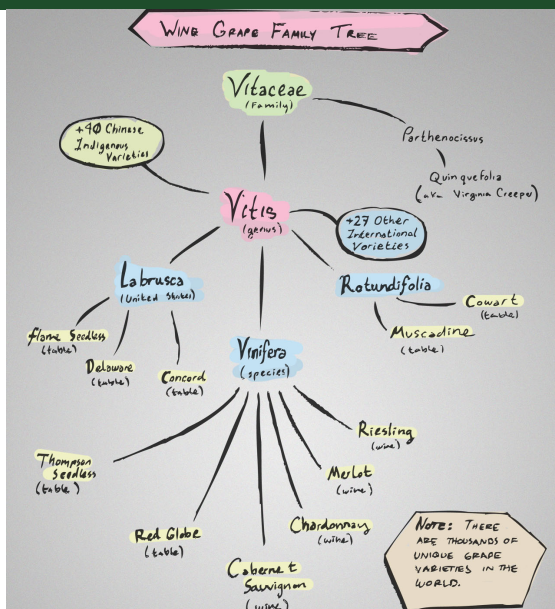 WINE GRAPE FAMILY TREE
Vitaceae
(Family)
+40 Chinese
Indigenous
Varieties
Parthenocissus
Quinquefolia
(aka Virginia Creeper)
Vitis
(genius)
+27 Other
International
Varieties
Labrusca
(United States)
Rotundifolia
Cowart
(table)
Muscadine
(table)
Flame Seedless
(table)
Delaware
(table)
Concord
(table)
Vinifera
(species)
Riesling
(wine)
Merlot
(wine)
Thompson
Seedless
(table)
Chardonnay
(wine)
Red Globe
(table)
Cabernet
Sauvignon
(wine)
NOTE: THERE
ARE THOUSANDS OF
UNIQUE GRAPE
VARIETIES IN THE
WORLD.